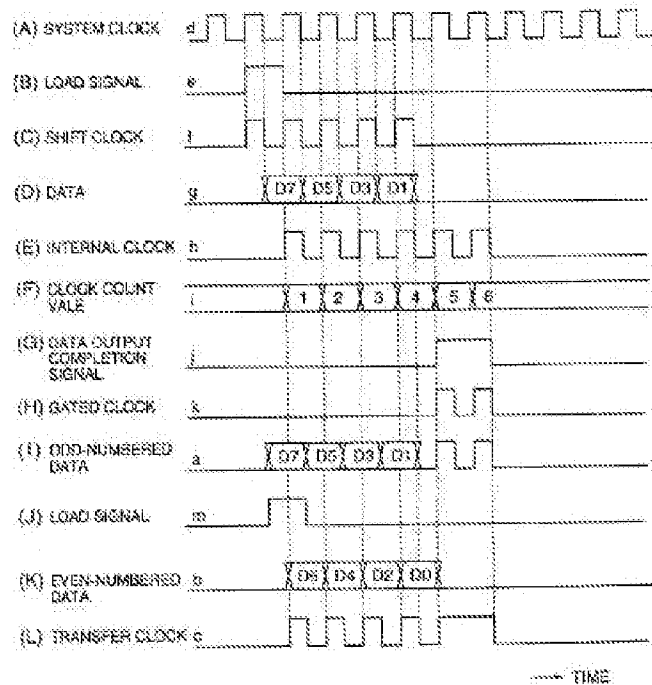 (A) SYSTEM CLOCK d
(B) LOAD SIGNAL e
(C) SHIFT CLOCK f
(D) DATA g D7 D5 D3 D1
(E) INTERNAL CLOCK h
(F) CLOCK COUNT VALE i 1 2 3 4 5 6
(G) DATA OUTPUT COMPLETION SIGNAL j
(H) GATED CLOCK k
(I) ODD-NUMBERED DATA a D7 D5 D3 D1
(J) LOAD SIGNAL m
(K) EVEN-NUMBERED DATA b D6 D4 D2 D0
(L) TRANSFER CLOCK c
TIME